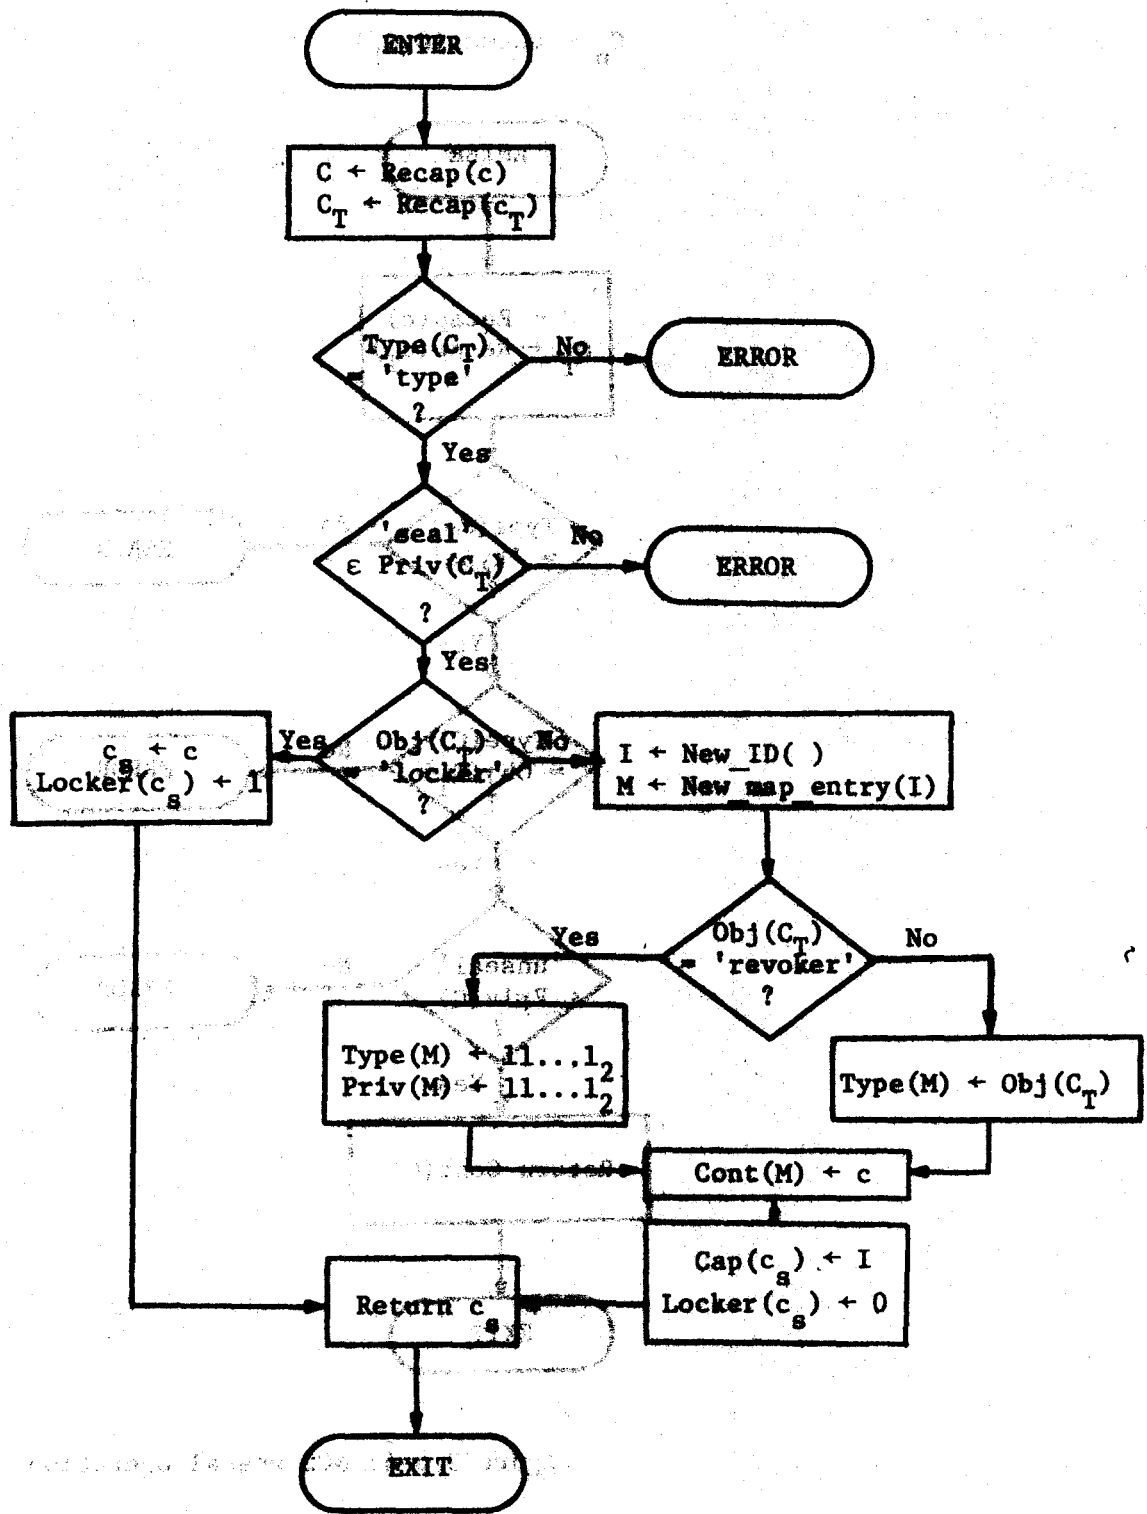 ENTER
C ← Recap(c)
C_T ← Recap(c_T)
Type(C_T)
= 'type'
?
No
ERROR
Yes
'seal'
ε Priv(C_T)
?
No
ERROR
Yes
Obj(C_T)
= 'locker'
?
Yes
No
c_s ← c
Locker(c_s) ← 1
I ← New_ID( )
M ← New_map_entry(I)
Obj(C_T)
= 'revoker'
?
Yes
No
Type(M) ← 11...1_2
Priv(M) ← 11...1_2
Type(M) ← Obj(C_T)
Cont(M) ← c
Cap(c_s) ← I
Locker(c_s) ← 0
Return c_s
EXIT